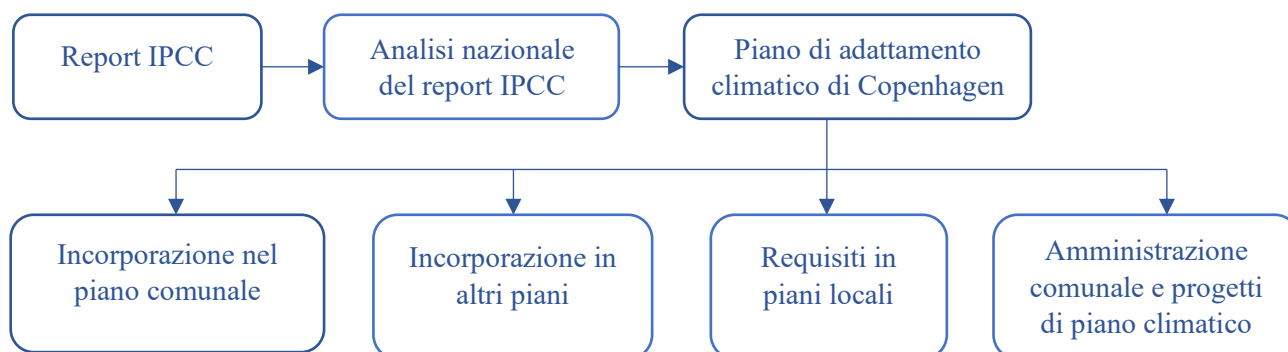 Report IPCC
Analisi nazionale
del report IPCC
Piano di adattamento
climatico di Copenhagen
Incorporazione nel
piano comunale
Incorporazione in
altri piani
Requisiti in
piani locali
Amministrazione
comunale e progetti
di piano climatico